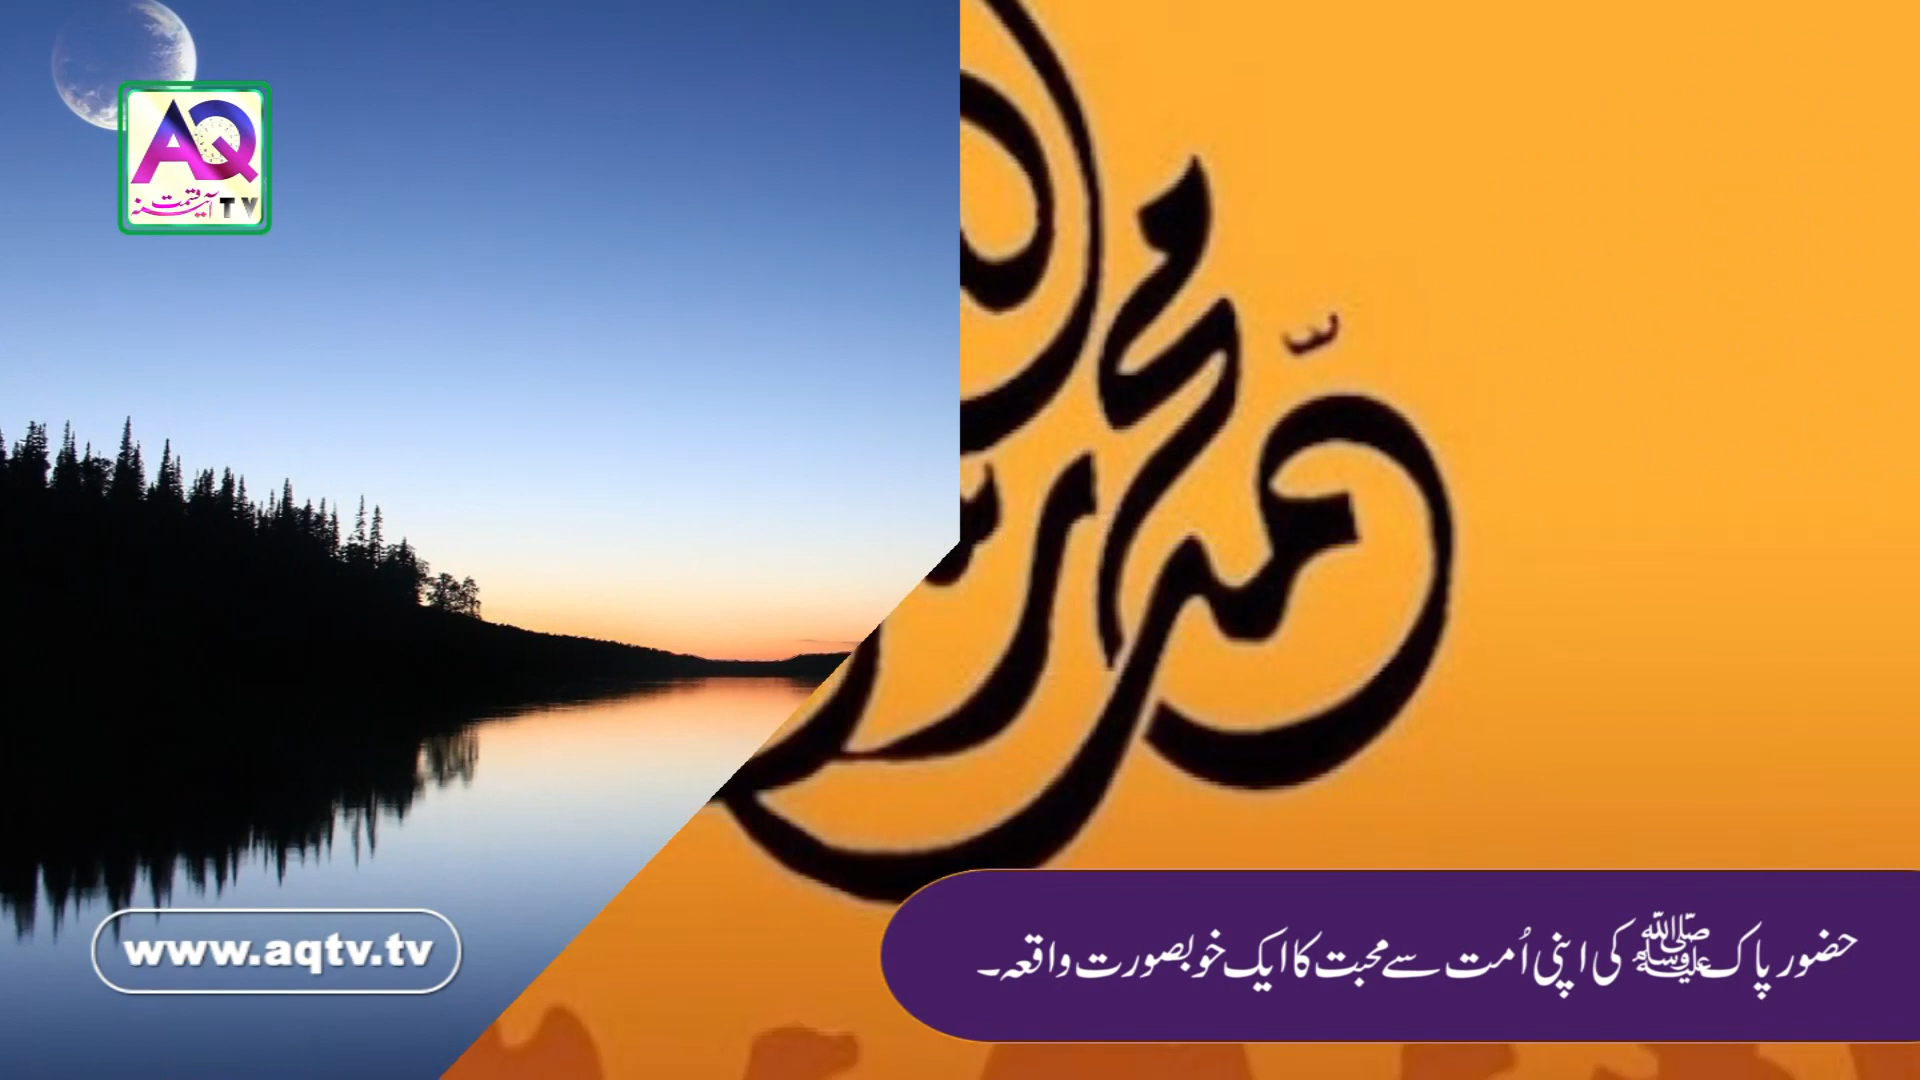 AQ
آئینہ قسمت TV
محمد
www.aqtv.tv
حضور پاک ﷺ کی اپنی اُمت سے محبت کا ایک خوبصورت واقعہ۔